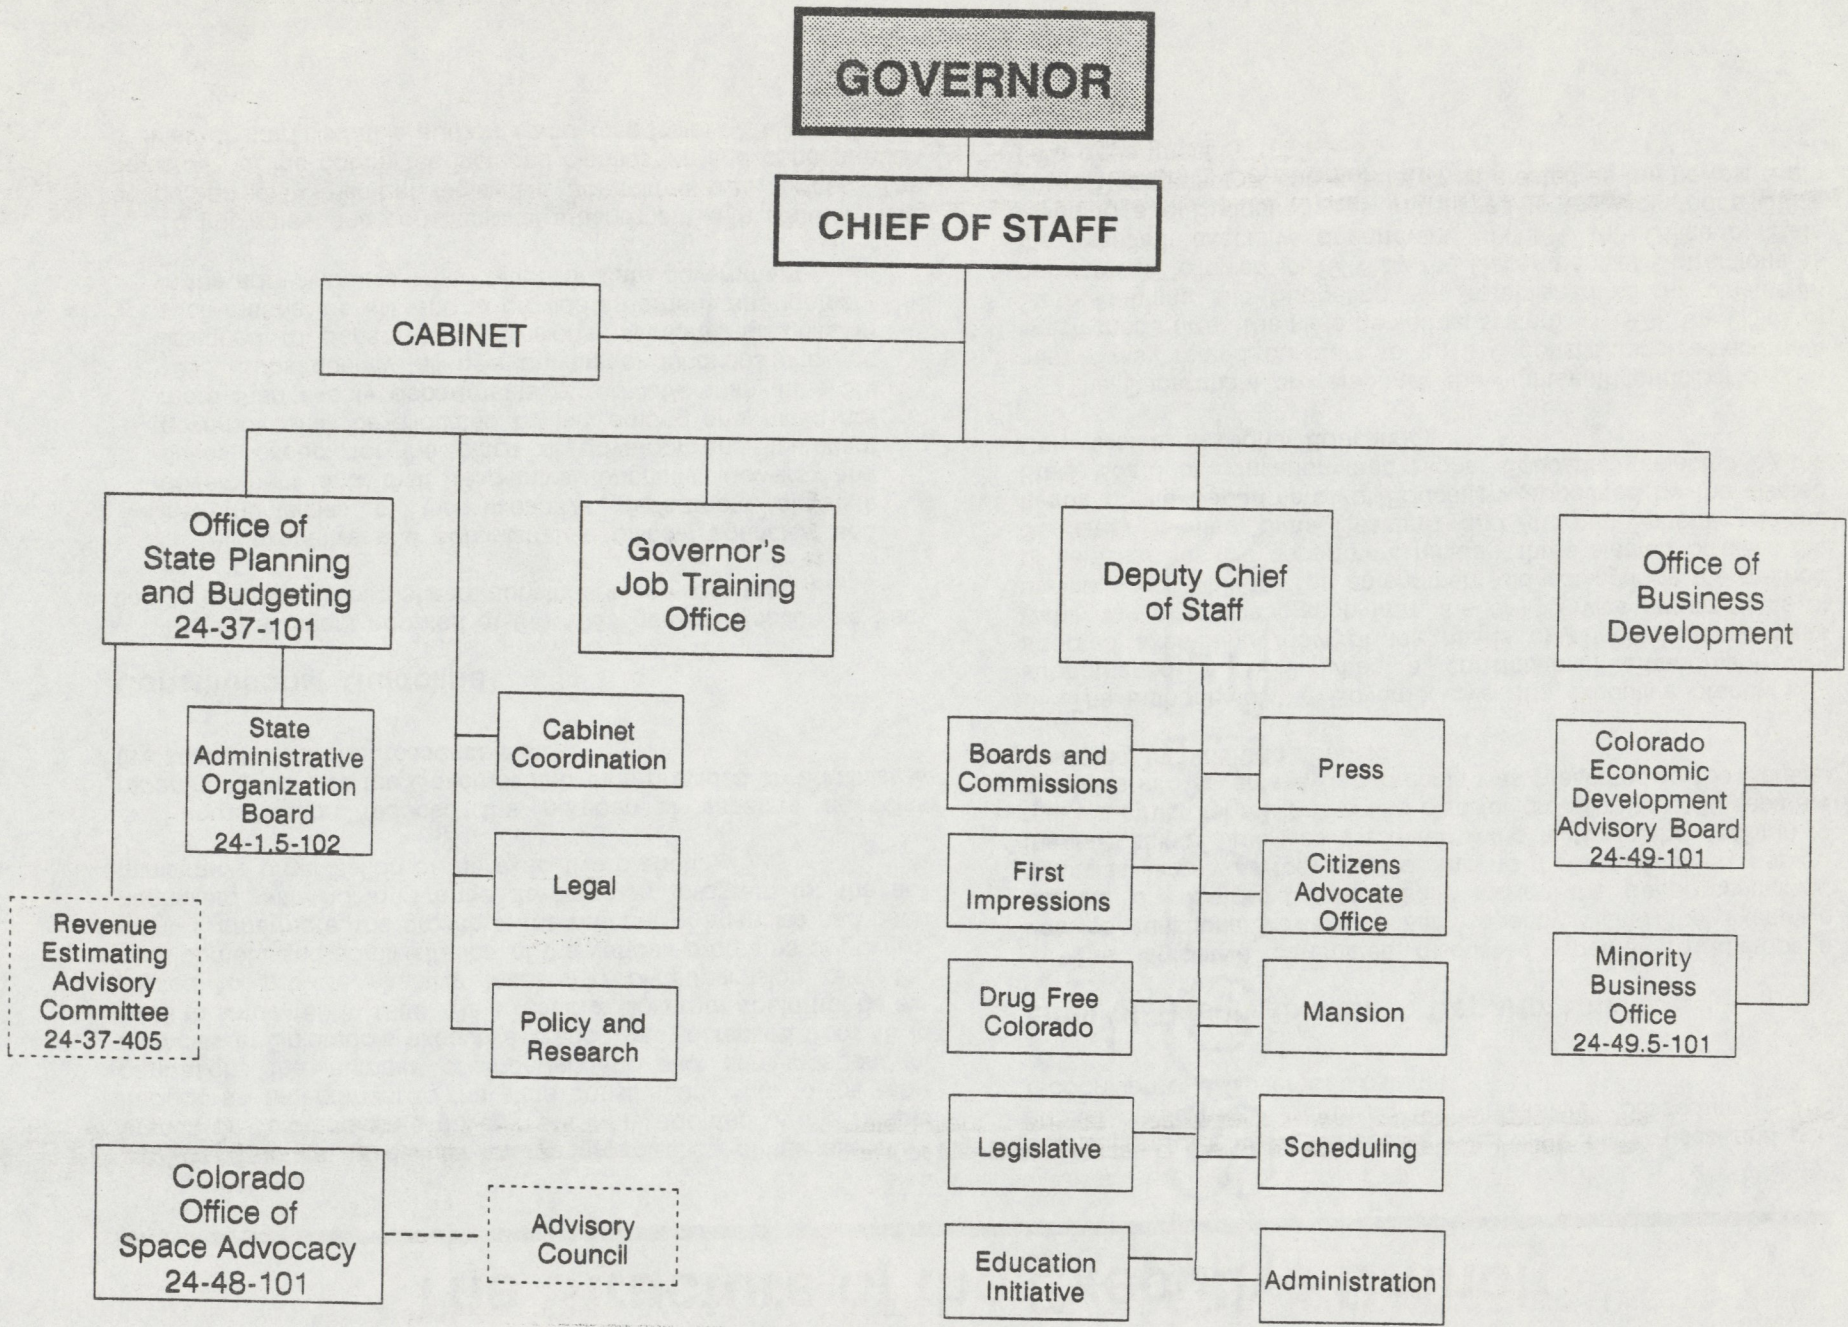 GOVERNOR
CHIEF OF STAFF
CABINET
Office of
State Planning
and Budgeting
24-37-101
Governor's
Job Training
Office
Deputy Chief
of Staff
Office of
Business
Development
State
Administrative
Organization
Board
24-1.5-102
Revenue
Estimating
Advisory
Committee
24-37-405
Cabinet
Coordination
Legal
Policy and
Research
Boards and
Commissions
Press
First
Impressions
Citizens
Advocate
Office
Drug Free
Colorado
Mansion
Legislative
Scheduling
Education
Initiative
Administration
Colorado
Economic
Development
Advisory Board
24-49-101
Minority
Business
Office
24-49.5-101
Colorado
Office of
Space Advocacy
24-48-101
Advisory
Council